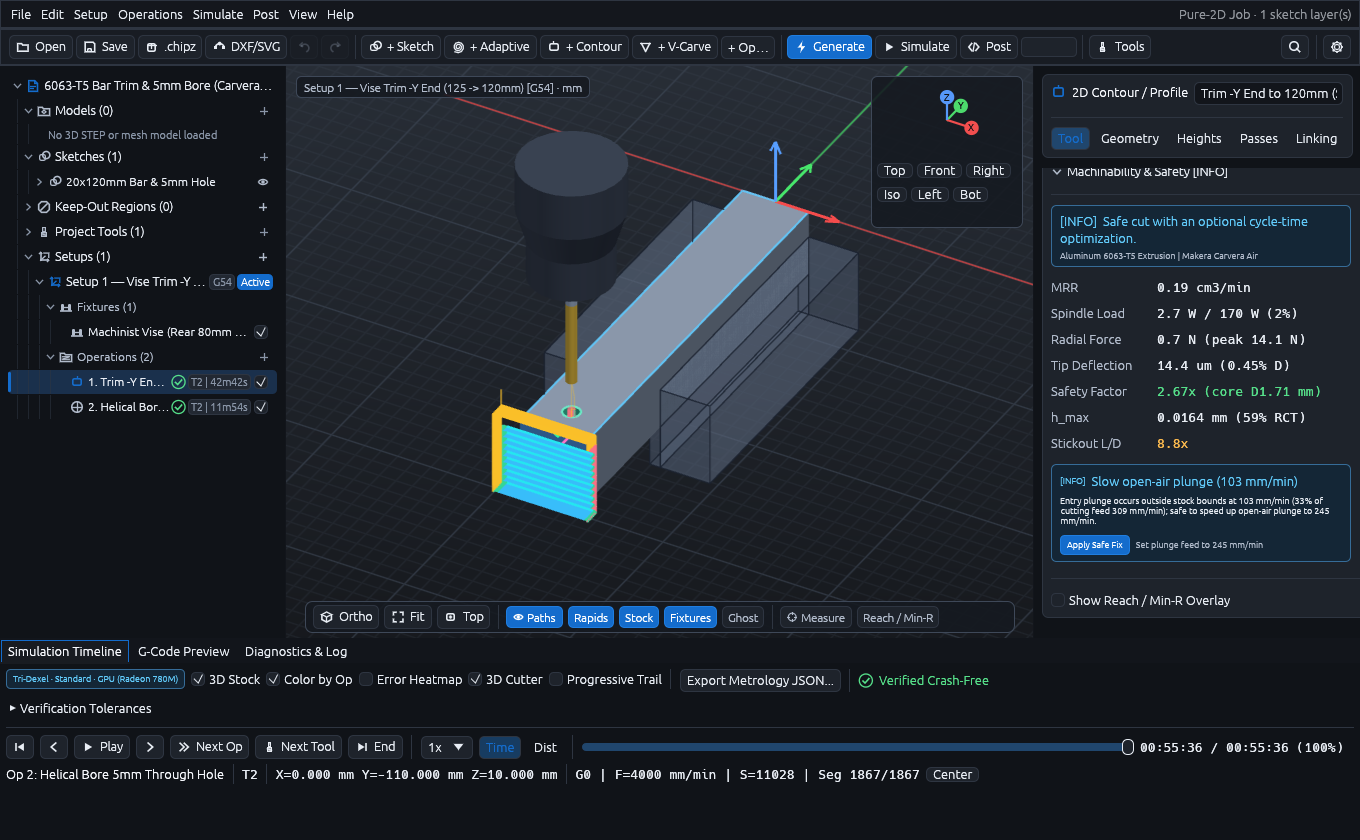 File Edit Setup Operations Simulate Post View Help
Pure-2D Job · 1 sketch layer(s)
Open Save .chipz DXF/SVG + Sketch + Adaptive + Contour + V-Carve + Op… Generate Simulate Post Tools
6063-T5 Bar Trim & 5mm Bore (Carvera…
Models (0)
No 3D STEP or mesh model loaded
Sketches (1)
20x120mm Bar & 5mm Hole
Keep-Out Regions (0)
Project Tools (1)
Setups (1)
Setup 1 — Vise Trim -Y … G54 Active
Fixtures (1)
Machinist Vise (Rear 80mm …
Operations (2)
1. Trim -Y En… T2 | 42m42s
2. Helical Bor… T2 | 11m54s
Setup 1 — Vise Trim -Y End (125 -> 120mm) [G54] · mm
Z
Y
X
Top Front Right
Iso Left Bot
Ortho Fit Top Paths Rapids Stock Fixtures Ghost Measure Reach / Min-R
2D Contour / Profile Trim -Y End to 120mm (
Tool Geometry Heights Passes Linking
Machinability & Safety [INFO]
[INFO] Safe cut with an optional cycle-time
optimization.
Aluminum 6063-T5 Extrusion | Makera Carvera Air
MRR 0.19 cm3/min
Spindle Load 2.7 W / 170 W (2%)
Radial Force 0.7 N (peak 14.1 N)
Tip Deflection 14.4 um (0.45% D)
Safety Factor 2.67x (core D1.71 mm)
h_max 0.0164 mm (59% RCT)
Stickout L/D 8.8x
[INFO] Slow open-air plunge (103 mm/min)
Entry plunge occurs outside stock bounds at 103 mm/min (33% of
cutting feed 309 mm/min); safe to speed up open-air plunge to 245
mm/min.
Apply Safe Fix Set plunge feed to 245 mm/min
Show Reach / Min-R Overlay
Simulation Timeline G-Code Preview Diagnostics & Log
Tri-Dexel · Standard · GPU (Radeon 780M) 3D Stock Color by Op Error Heatmap 3D Cutter Progressive Trail Export Metrology JSON… Verified Crash-Free
Verification Tolerances
Play Next Op Next Tool End 1x Time Dist 00:55:36 / 00:55:36 (100%)
Op 2: Helical Bore 5mm Through Hole T2 X=0.000 mm Y=-110.000 mm Z=10.000 mm G0 | F=4000 mm/min | S=11028 | Seg 1867/1867 Center